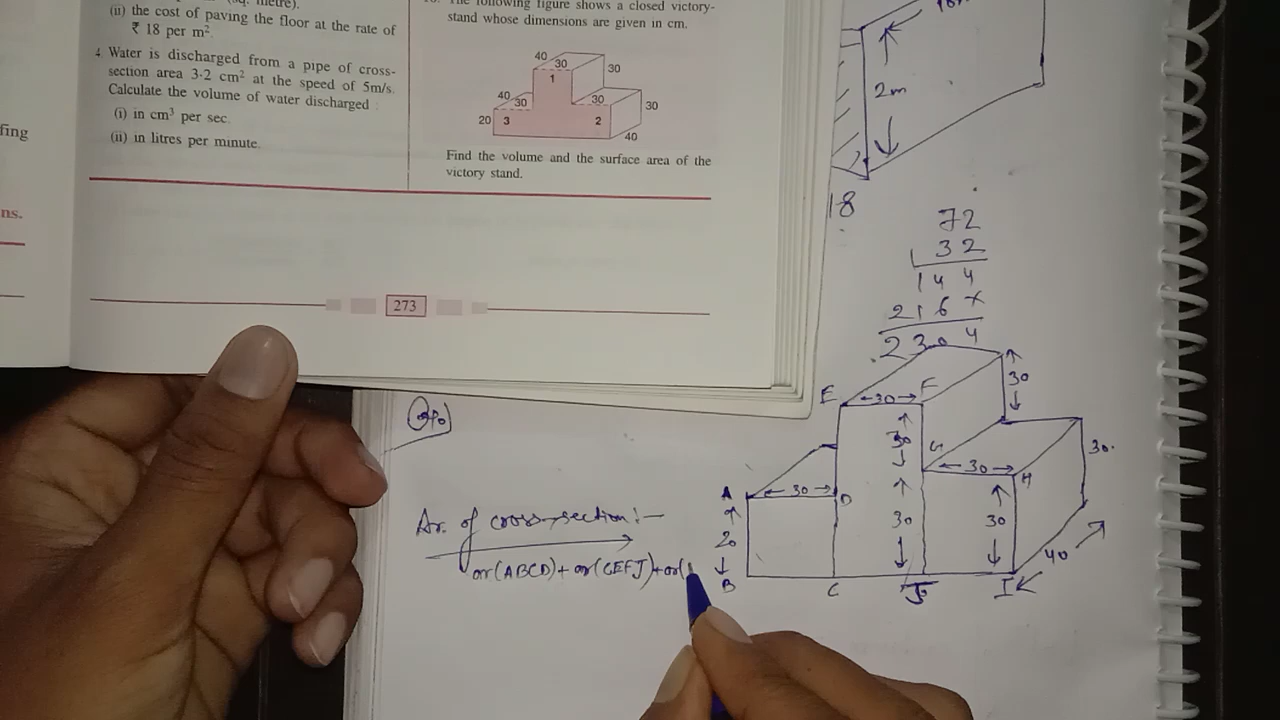 (ii) the cost of paving the floor at the rate of
₹ 18 per m².
4. Water is discharged from a pipe of cross-
section area 3·2 cm² at the speed of 5m/s.
Calculate the volume of water discharged :
(i) in cm³ per sec.
(ii) in litres per minute.
The following figure shows a closed victory-
stand whose dimensions are given in cm.
40 30
30
1
40 30
30
30
20 3
2
40
Find the volume and the surface area of the
victory stand.
ns.
273
2m
18
72
32
144
216x
2304
E 30 F
30
30
G 30 H
30.
A 30 D
20
30
30
40
B C J I
Ar. of cross-section:-
ar(ABCD)+ar(CEFJ)+ar(